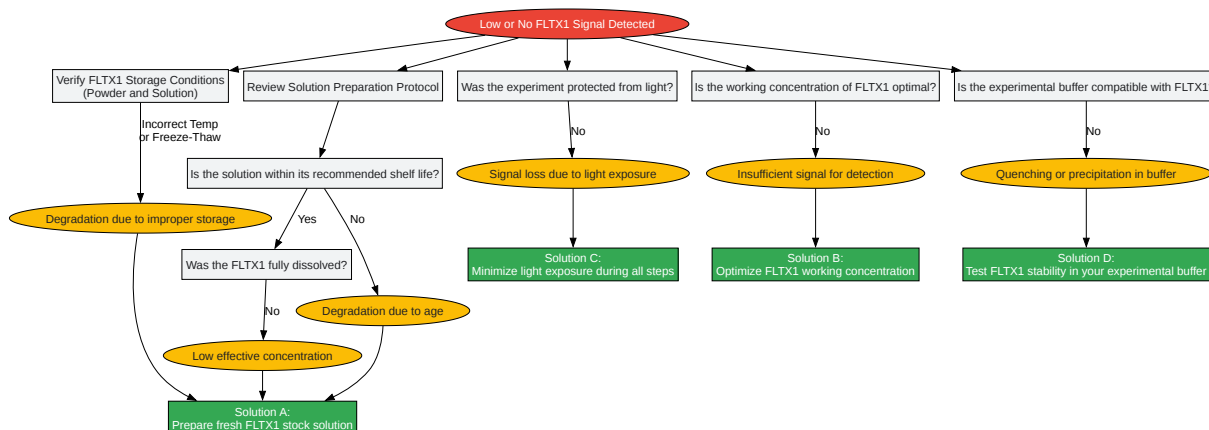 Low or No FLTX1 Signal Detected
Verify FLTX1 Storage Conditions
(Powder and Solution)
Review Solution Preparation Protocol
Was the experiment protected from light?
Is the working concentration of FLTX1 optimal?
Is the experimental buffer compatible with FLTX1
Incorrect Temp
or Freeze-Thaw
No
No
No
Is the solution within its recommended shelf life?
Signal loss due to light exposure
Insufficient signal for detection
Quenching or precipitation in buffer
Degradation due to improper storage
Yes
No
Was the FLTX1 fully dissolved?
Solution C:
Minimize light exposure during all steps
Solution B:
Optimize FLTX1 working concentration
Solution D:
Test FLTX1 stability in your experimental buffer
No
Degradation due to age
Low effective concentration
Solution A:
Prepare fresh FLTX1 stock solution